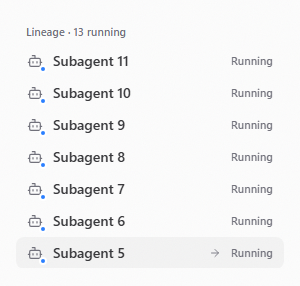 Lineage · 13 running
Subagent 11 Running
Subagent 10 Running
Subagent 9 Running
Subagent 8 Running
Subagent 7 Running
Subagent 6 Running
Subagent 5 → Running